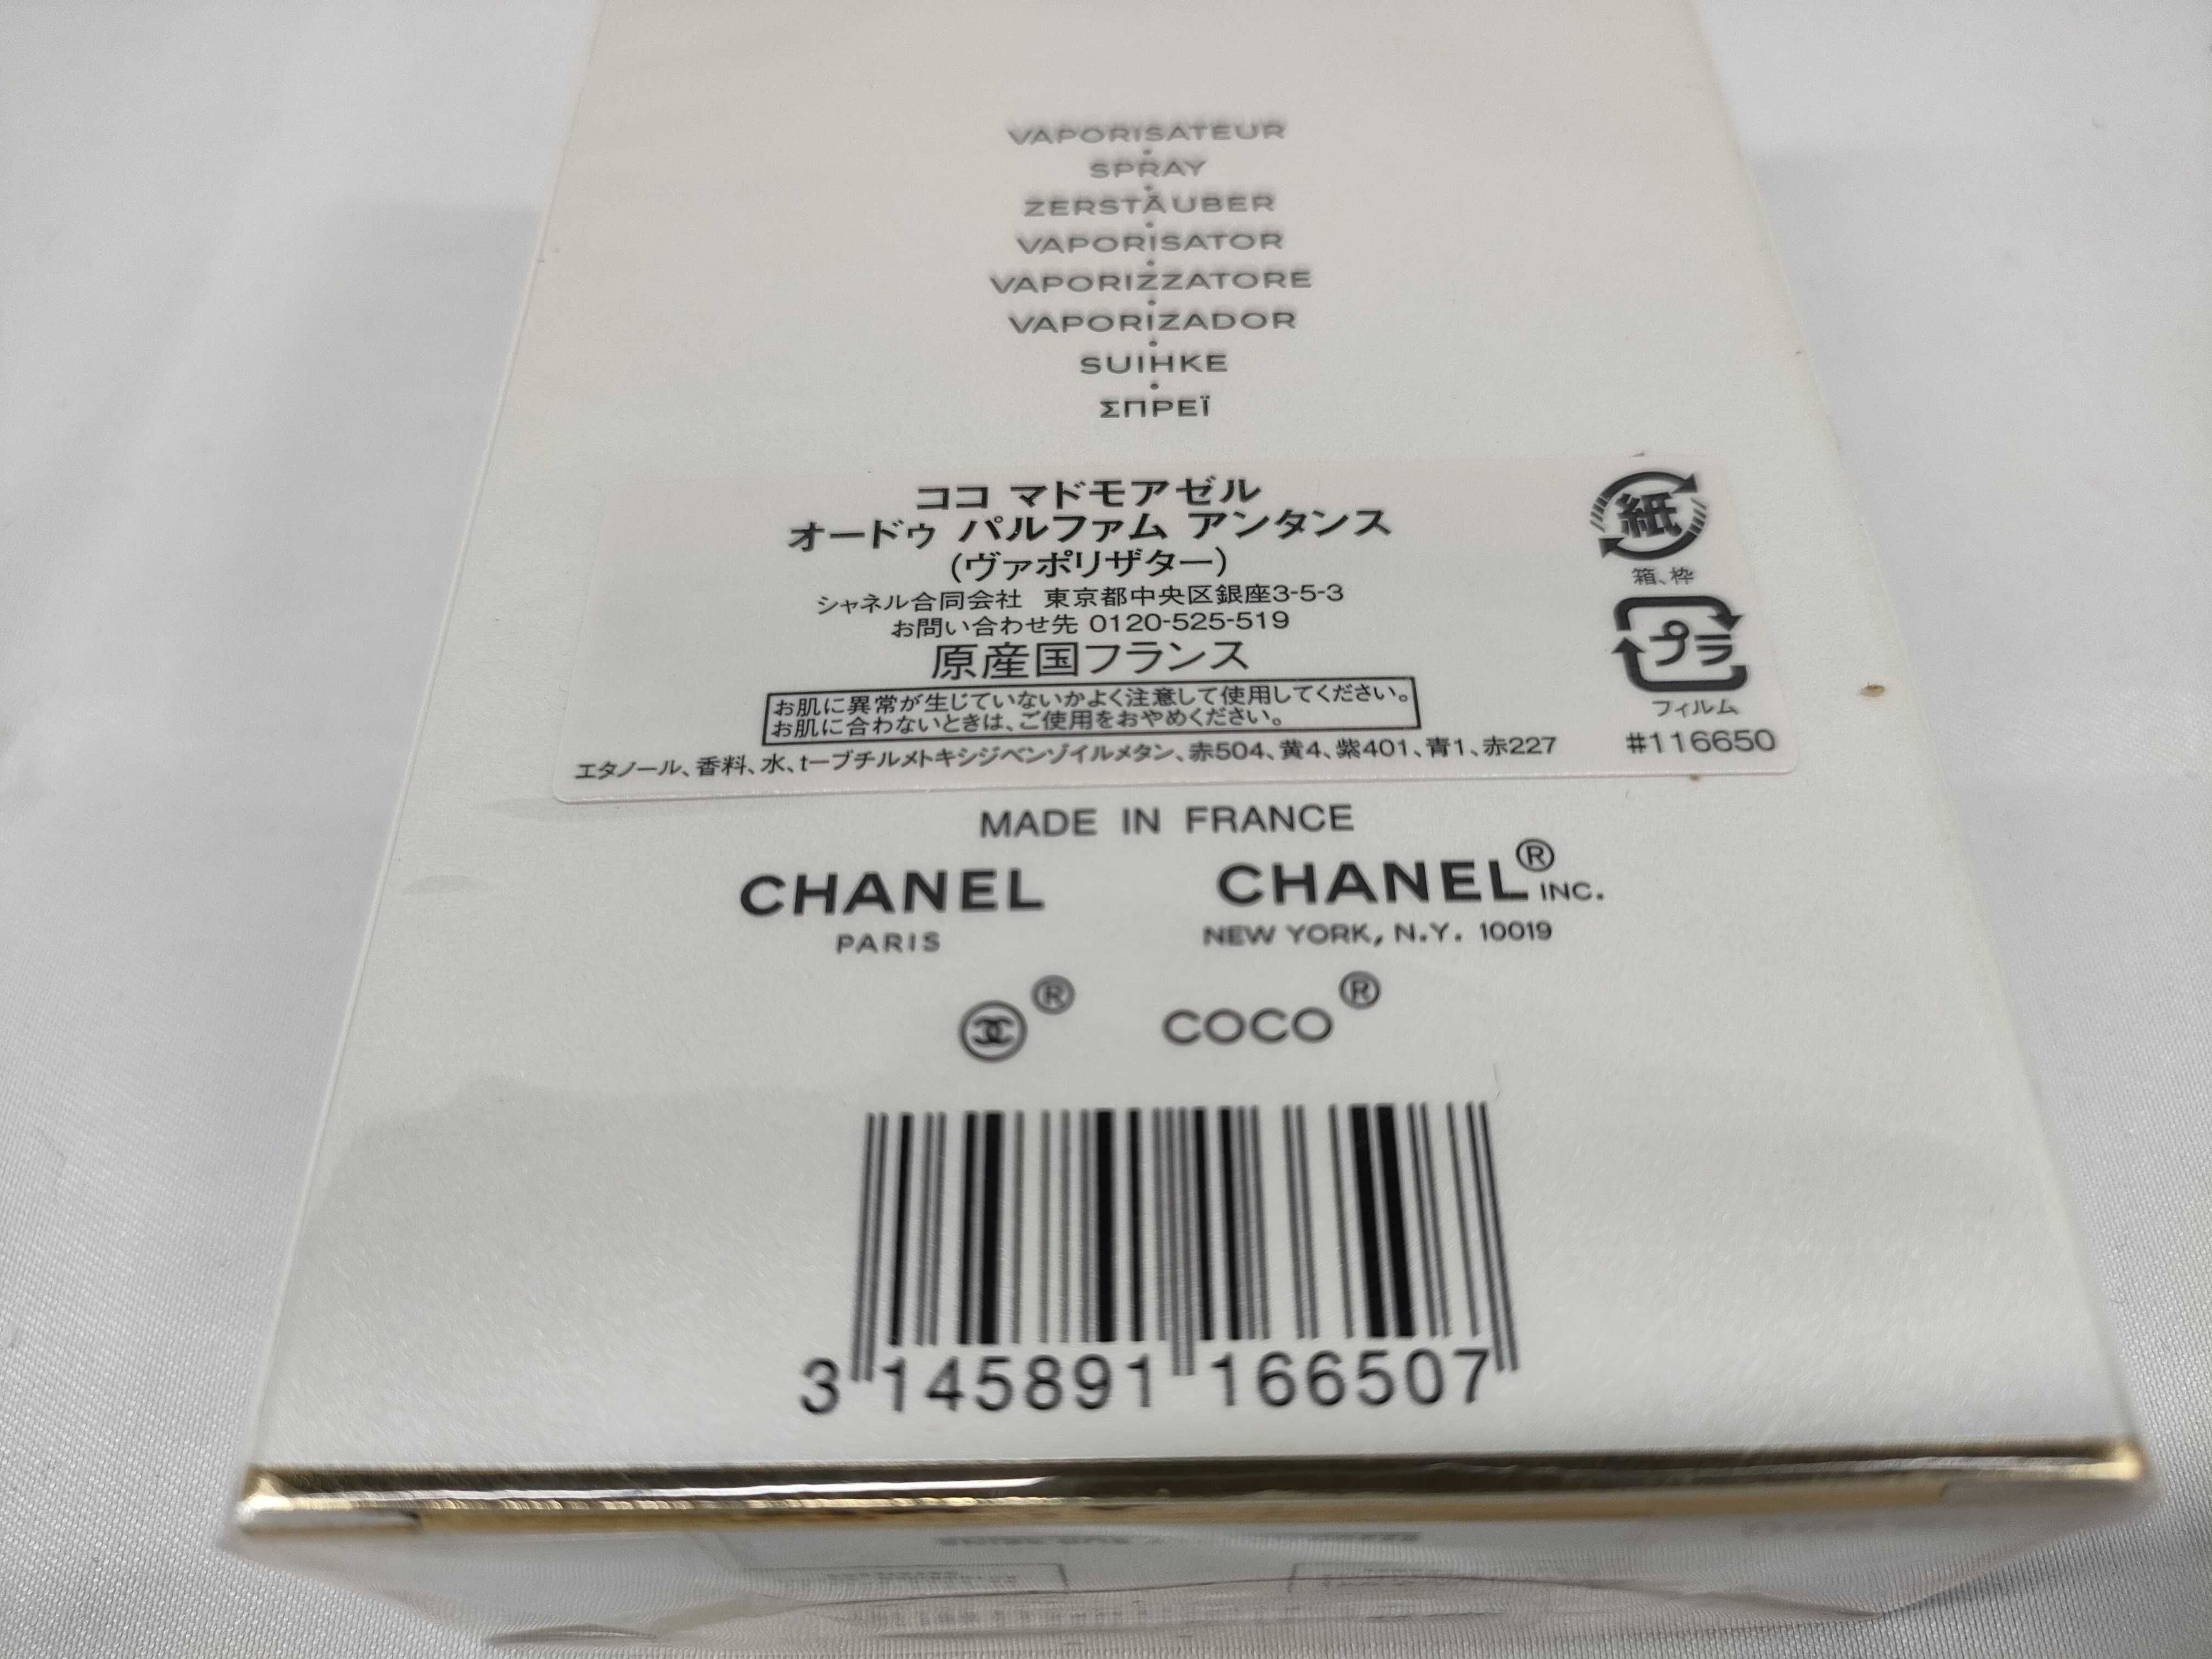 VAPORISATEUR
SPRAY
ZERSTÄUBER
VAPORISATOR
VAPORIZZATORE
VAPORIZADOR
SUIHKE
ΣΠΡΕΪ
ココ マドモアゼル
オードゥ パルファム アンタンス
(ヴァポリザター)
シャネル合同会社 東京都中央区銀座3-5-3
お問い合わせ先 0120-525-519
原産国フランス
お肌に異常が生じていないかよく注意して使用してください。
お肌に合わないときは、ご使用をおやめください。
エタノール、香料、水、t−ブチルメトキシジベンゾイルメタン、赤504、黄4、紫401、青1、赤227
紙
箱、枠
プラ
フィルム
#116650
MADE IN FRANCE
CHANEL
PARIS
CHANEL® INC.
NEW YORK, N.Y. 10019
®
COCO®
3 145891 166507